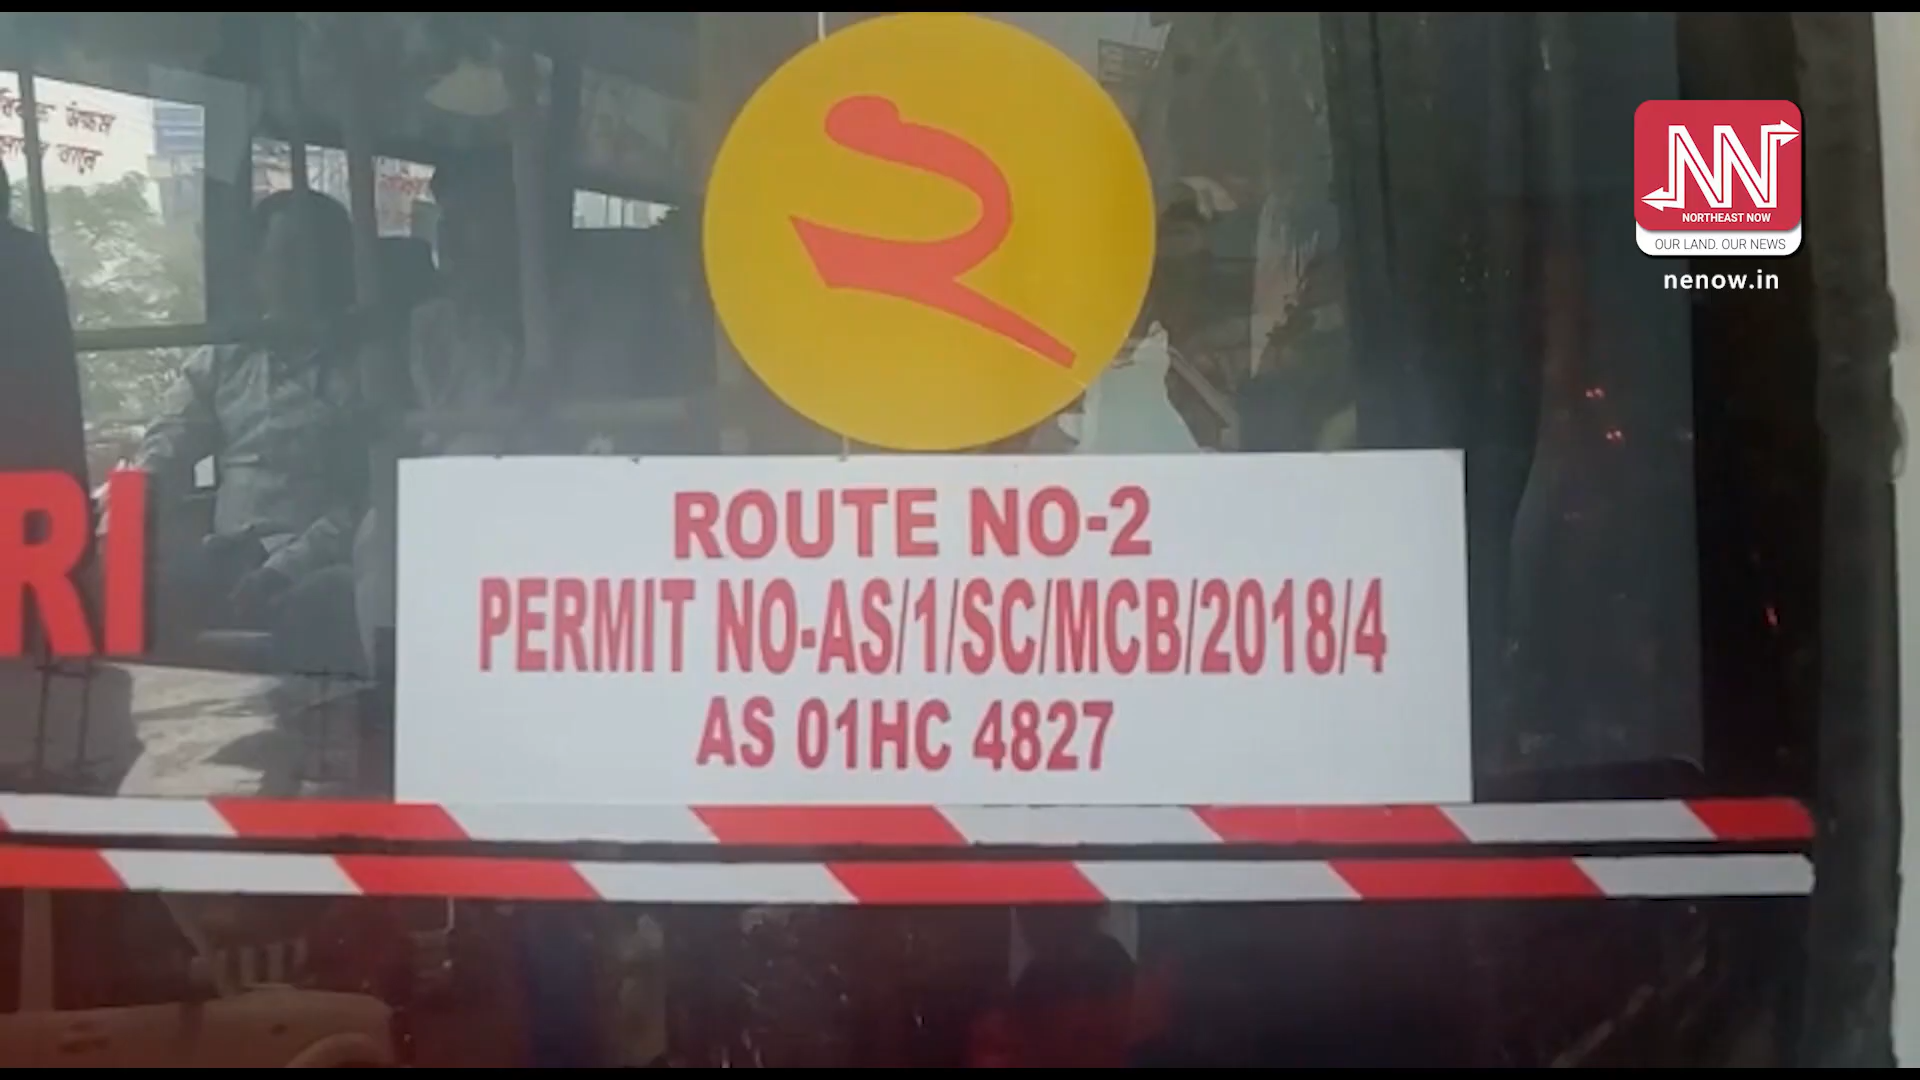 ২
ROUTE NO-2
PERMIT NO-AS/1/SC/MCB/2018/4
AS 01HC 4827
RI
NORTHEAST NOW
OUR LAND. OUR NEWS
nenow.in